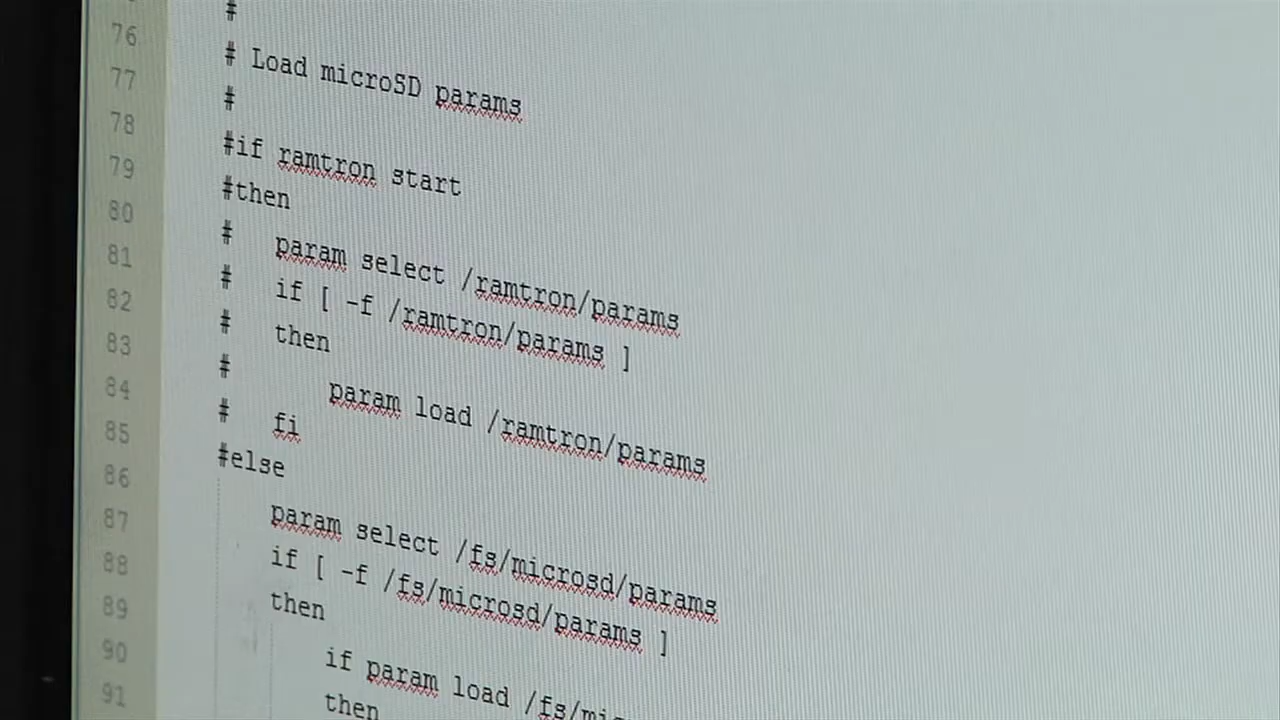 #
76 # Load microSD params
77 #
78 #if ramtron start
79 #then
80 #   param select /ramtron/params
81 #   if [ -f /ramtron/params ]
82 #   then
83 #       param load /ramtron/params
84 #   fi
85 #else
86     param select /fs/microsd/params
87     if [ -f /fs/microsd/params ]
88     then
89         if param load
90         then
91